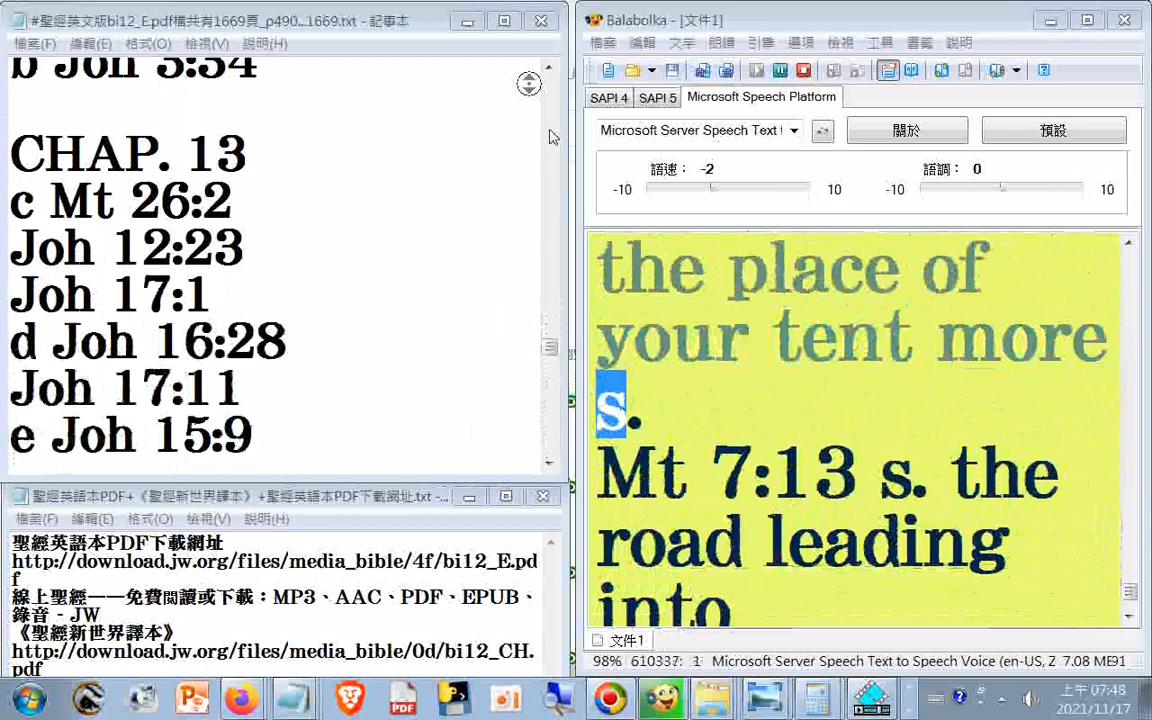 #聖經英文版bi12_E.pdf檔共有1669頁_p490...1669.txt - 記事本
檔案(F) 編輯(E) 格式(O) 檢視(V) 說明(H)
b Joh 3:34
CHAP. 13
c Mt 26:2
Joh 12:23
Joh 17:1
d Joh 16:28
Joh 17:11
e Joh 15:9
聖經英語本PDF+《聖經新世界譯本》+聖經英語本PDF下載網址.txt -...
檔案(F) 編輯(E) 格式(O) 檢視(V) 說明(H)
聖經英語本PDF下載網址
http://download.jw.org/files/media_bible/4f/bi12_E.pd
f
線上聖經——免費閱讀或下載：MP3、AAC、PDF、EPUB、
錄音 - JW
《聖經新世界譯本》
http://download.jw.org/files/media_bible/0d/bi12_CH.
pdf
Balabolka - [文件1]
檔案 編輯 文字 朗讀 引擎 選項 檢視 工具 書籤 說明
SAPI 4 SAPI 5 Microsoft Speech Platform
Microsoft Server Speech Text 關於 預設
語速： -2 語調： 0
-10 10 -10 10
the place of
your tent more
s.
Mt 7:13 s. the
road leading
into
文件1
98% 610337: 1 Microsoft Server Speech Text to Speech Voice (en-US, Z 7.08 ME91
PDF
上午 07:48
2021/11/17